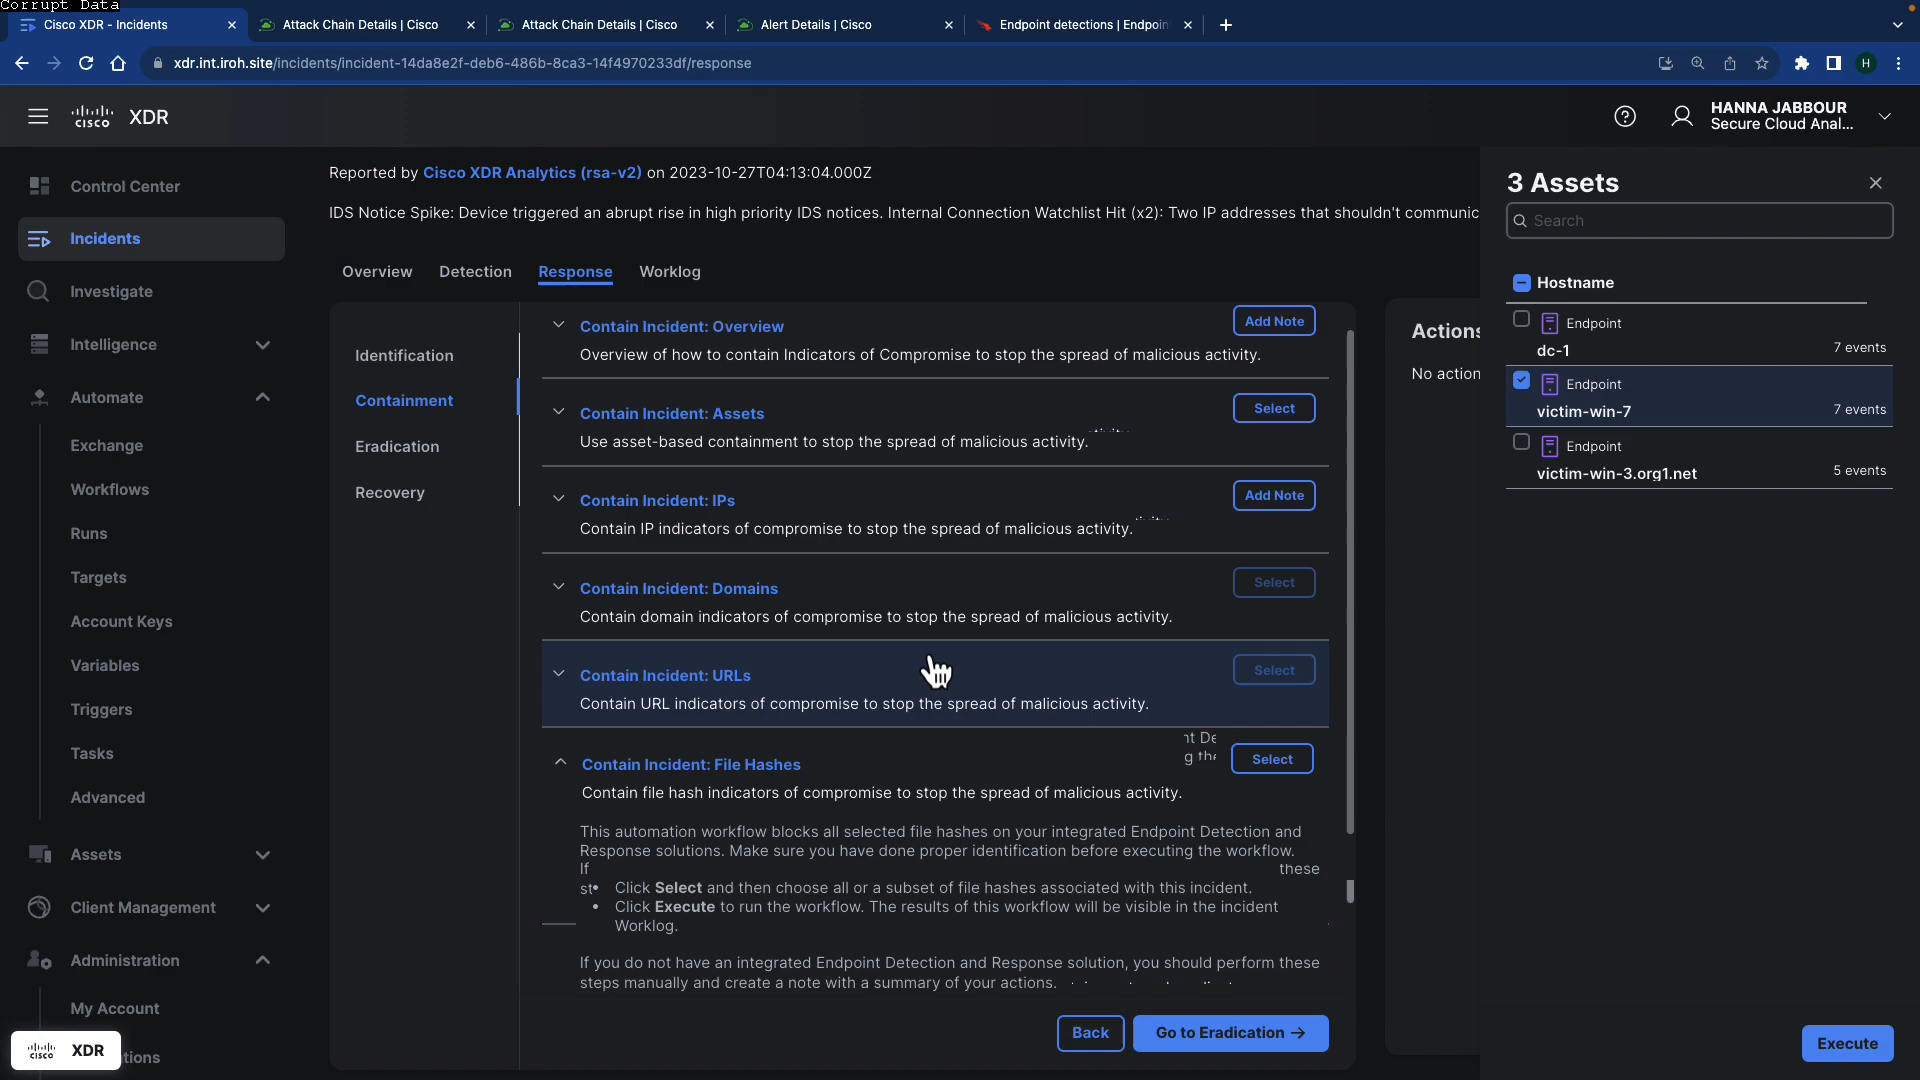 Corrupt Data
Cisco XDR - Incidents
Attack Chain Details | Cisco
Attack Chain Details | Cisco
Alert Details | Cisco
Endpoint detections | Endpoin
xdr.int.iroh.site/incidents/incident-14da8e2f-deb6-486b-8ca3-14f4970233df/response
H
cisco XDR
HANNA JABBOUR
Secure Cloud Anal...
Control Center
Incidents
Investigate
Intelligence
Automate
Exchange
Workflows
Runs
Targets
Account Keys
Variables
Triggers
Tasks
Advanced
Assets
Client Management
Administration
My Account
tions
cisco XDR
Reported by Cisco XDR Analytics (rsa-v2) on 2023-10-27T04:13:04.000Z
IDS Notice Spike: Device triggered an abrupt rise in high priority IDS notices. Internal Connection Watchlist Hit (x2): Two IP addresses that shouldn't communic
Overview Detection Response Worklog
Identification
Containment
Eradication
Recovery
Contain Incident: Overview
Add Note
Overview of how to contain Indicators of Compromise to stop the spread of malicious activity.
Contain Incident: Assets
Select
Use asset-based containment to stop the spread of malicious activity.
Contain Incident: IPs
Add Note
Contain IP indicators of compromise to stop the spread of malicious activity.
Contain Incident: Domains
Select
Contain domain indicators of compromise to stop the spread of malicious activity.
Contain Incident: URLs
Select
Contain URL indicators of compromise to stop the spread of malicious activity.
Contain Incident: File Hashes
Select
Contain file hash indicators of compromise to stop the spread of malicious activity.
This automation workflow blocks all selected file hashes on your integrated Endpoint Detection and
Response solutions. Make sure you have done proper identification before executing the workflow.
If these
• Click Select and then choose all or a subset of file hashes associated with this incident.
• Click Execute to run the workflow. The results of this workflow will be visible in the incident
Worklog.
If you do not have an integrated Endpoint Detection and Response solution, you should perform these
steps manually and create a note with a summary of your actions.
Back
Go to Eradication →
Actions
No action
3 Assets
Search
Hostname
Endpoint
dc-1 7 events
Endpoint
victim-win-7 7 events
Endpoint
victim-win-3.org1.net 5 events
Execute